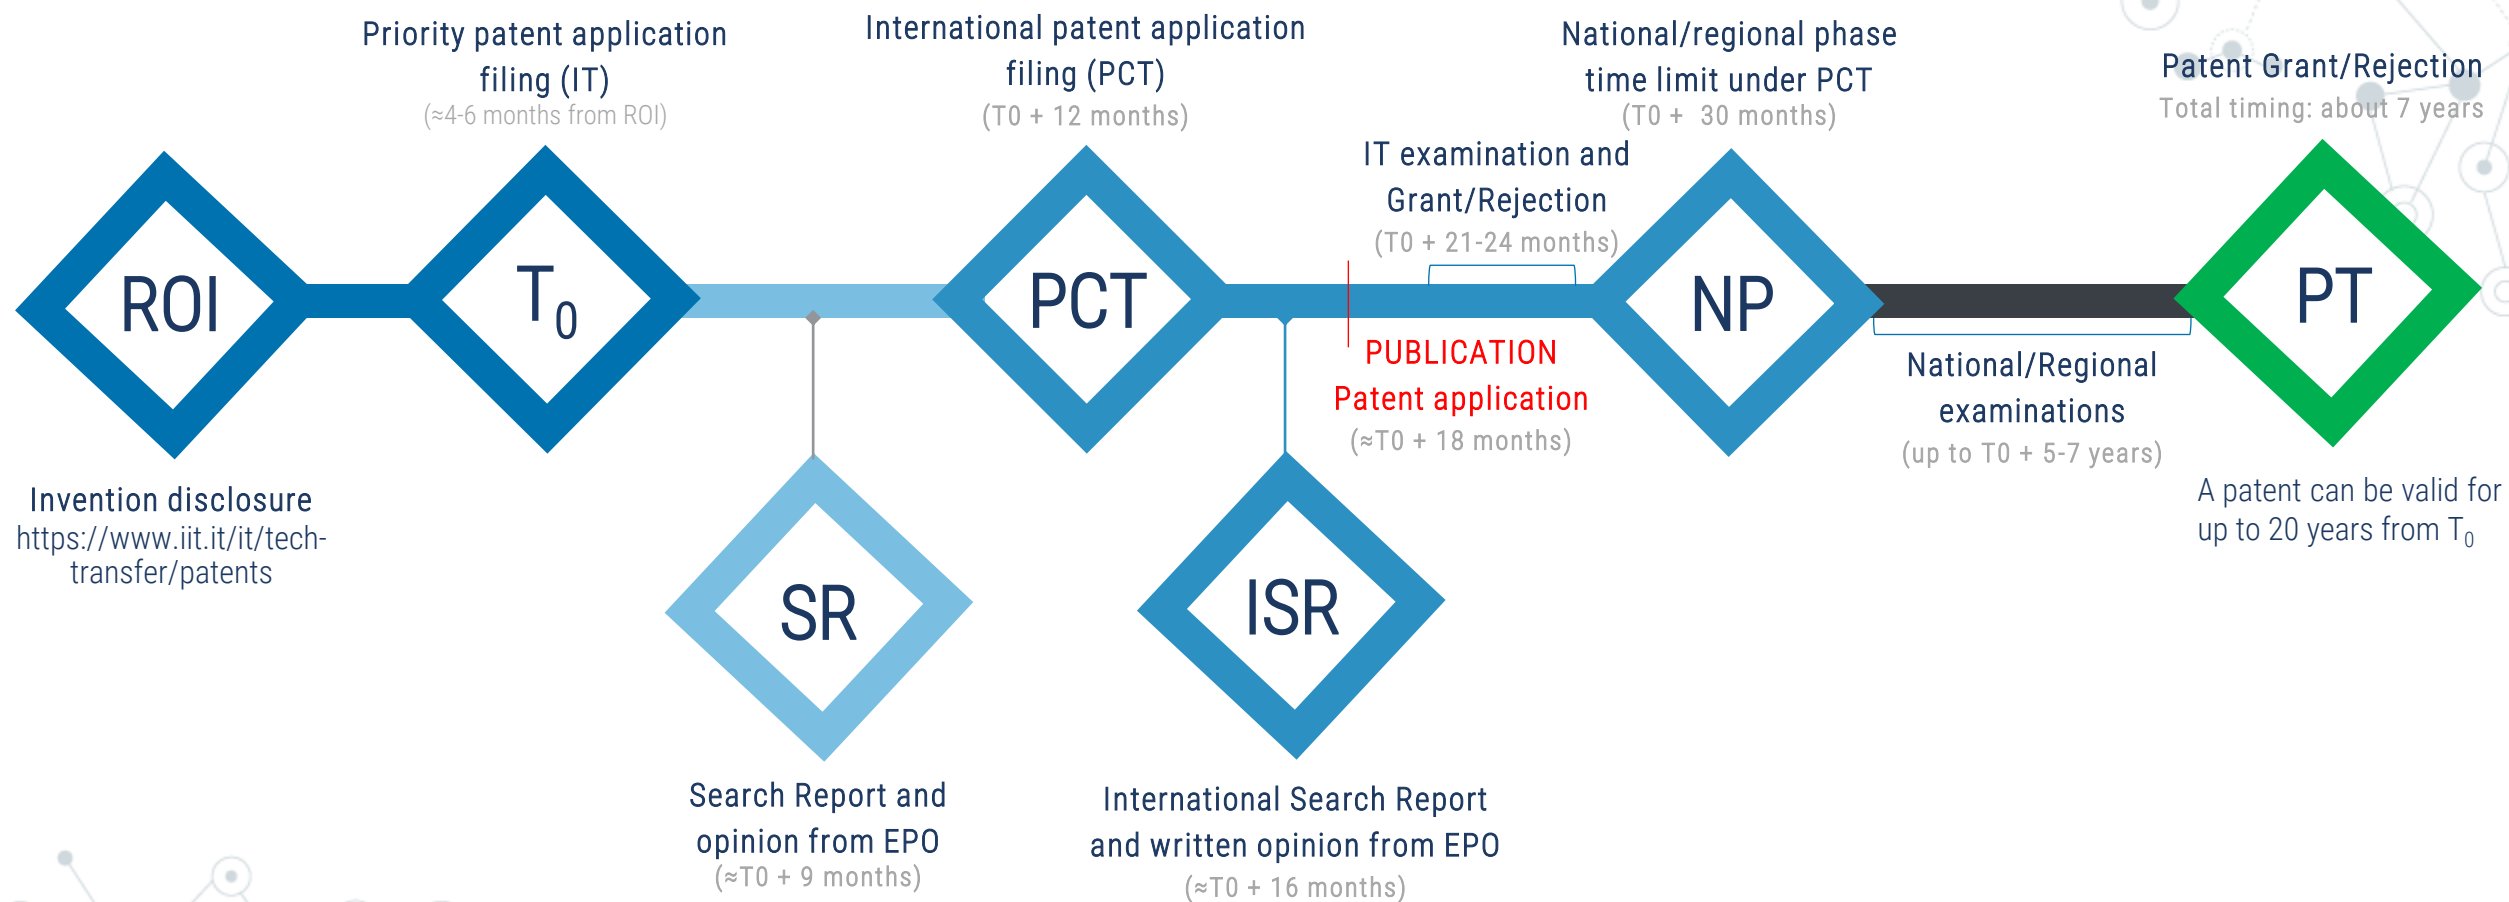 Priority patent application
filing (IT)
(≈4-6 months from ROI)
International patent application
filing (PCT)
(T0 + 12 months)
National/regional phase
time limit under PCT
(T0 + 30 months)
Patent Grant/Rejection
Total timing: about 7 years
IT examination and
Grant/Rejection
(T0 + 21-24 months)
ROI
T0
PCT
NP
PT
PUBLICATION
Patent application
(≈T0 + 18 months)
National/Regional
examinations
(up to T0 + 5-7 years)
Invention disclosure
https://www.iit.it/it/tech-
transfer/patents
A patent can be valid for
up to 20 years from T0
SR
ISR
Search Report and
opinion from EPO
(≈T0 + 9 months)
International Search Report
and written opinion from EPO
(≈T0 + 16 months)